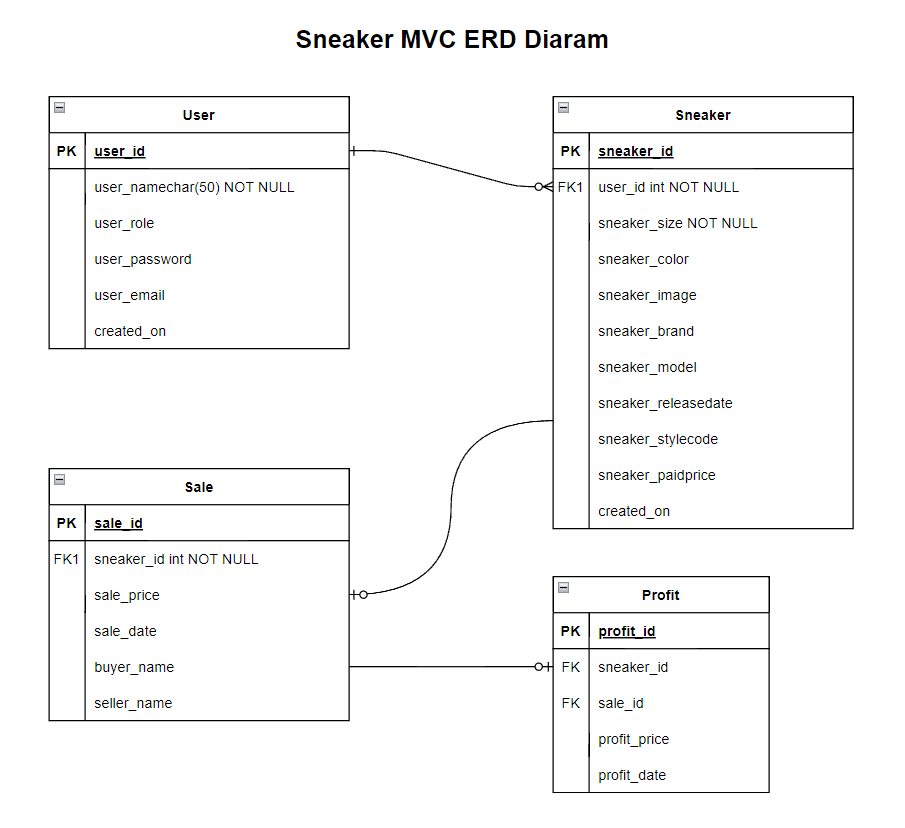 Sneaker MVC ERD Diaram
User
PK user_id
user_namechar(50) NOT NULL
user_role
user_password
user_email
created_on
Sneaker
PK sneaker_id
FK1 user_id int NOT NULL
sneaker_size NOT NULL
sneaker_color
sneaker_image
sneaker_brand
sneaker_model
sneaker_releasedate
sneaker_stylecode
sneaker_paidprice
created_on
Sale
PK sale_id
FK1 sneaker_id int NOT NULL
sale_price
sale_date
buyer_name
seller_name
Profit
PK profit_id
FK sneaker_id
FK sale_id
profit_price
profit_date